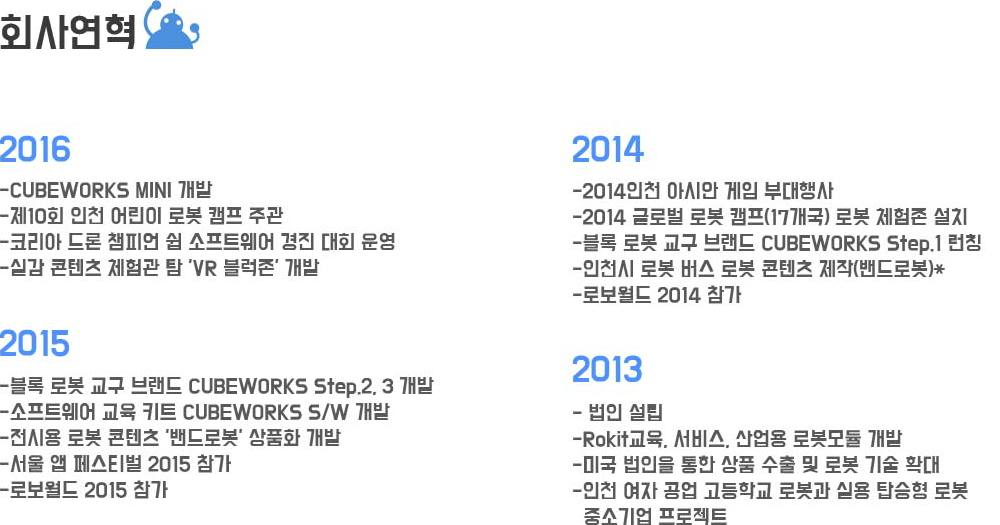 회사연혁
2016
-CUBEWORKS MINI 개발
-제10회 인천 어린이 로봇 캠프 주관
-코리아 드론 챔피언 쉽 소프트웨어 경진 대회 운영
-실감 콘텐츠 체험관 탐 'VR 블럭존' 개발
2015
-블록 로봇 교구 브랜드 CUBEWORKS Step.2, 3 개발
-소프트웨어 교육 키트 CUBEWORKS S/W 개발
-전시용 로봇 콘텐츠 '밴드로봇' 상품화 개발
-서울 앱 페스티벌 2015 참가
-로보월드 2015 참가
2014
-2014인천 아시안 게임 부대행사
-2014 글로벌 로봇 캠프(17개국) 로봇 체험존 설치
-블록 로봇 교구 브랜드 CUBEWORKS Step.1 런칭
-인천시 로봇 버스 로봇 콘텐츠 제작(밴드로봇)*
-로보월드 2014 참가
2013
- 법인 설립
-Rokit교육, 서비스, 산업용 로봇모듈 개발
-미국 법인을 통한 상품 수출 및 로봇 기술 확대
-인천 여자 공업 고등학교 로봇과 실용 탑승형 로봇
중소기업 프로젝트